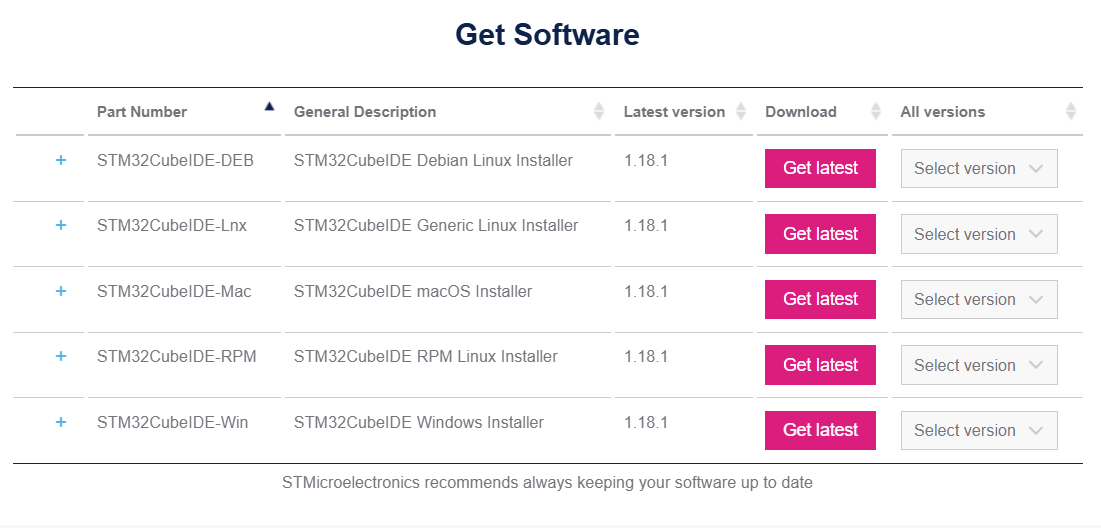 Get Software
Part Number General Description Latest version Download All versions
+ STM32CubeIDE-DEB STM32CubeIDE Debian Linux Installer 1.18.1 Get latest Select version
+ STM32CubeIDE-Lnx STM32CubeIDE Generic Linux Installer 1.18.1 Get latest Select version
+ STM32CubeIDE-Mac STM32CubeIDE macOS Installer 1.18.1 Get latest Select version
+ STM32CubeIDE-RPM STM32CubeIDE RPM Linux Installer 1.18.1 Get latest Select version
+ STM32CubeIDE-Win STM32CubeIDE Windows Installer 1.18.1 Get latest Select version
STMicroelectronics recommends always keeping your software up to date